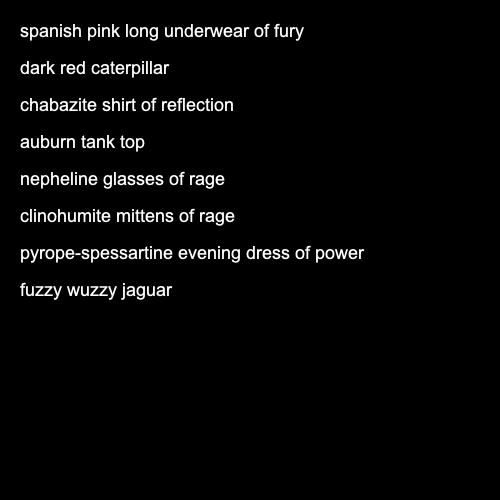 spanish pink long underwear of fury
dark red caterpillar
chabazite shirt of reflection
auburn tank top
nepheline glasses of rage
clinohumite mittens of rage
pyrope-spessartine evening dress of power
fuzzy wuzzy jaguar